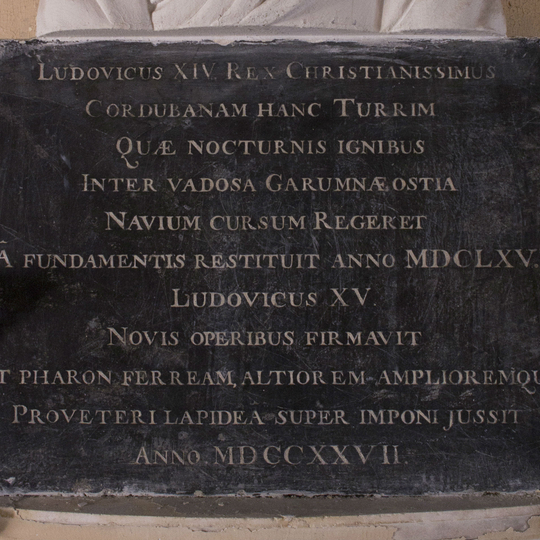 LUDOVICUS XIV. REX CHRISTIANISSIMUS
CORDUBANAM HANC TURRIM
QUÆ NOCTURNIS IGNIBUS
INTER VADOSA GARUMNÆ OSTIA
NAVIUM CURSUM REGERET
Â FUNDAMENTIS RESTITUIT ANNO MDCLXV.
LUDOVICUS XV.
NOVIS OPERIBUS FIRMAVIT
T PHARON FERREAM, ALTIOREM AMPLIOREMQU
PRO VETERI LAPIDEA SUPER IMPONI JUSSIT
ANNO MDCCXXVII.